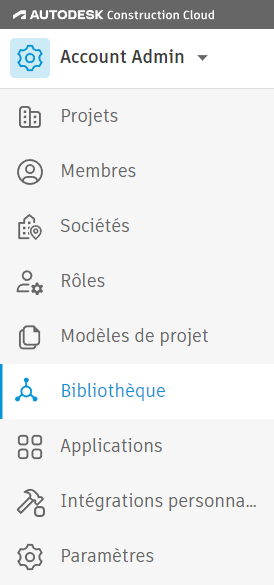 AUTODESK Construction Cloud
Account Admin
Projets
Membres
Sociétés
Rôles
Modèles de projet
Bibliothèque
Applications
Intégrations personna...
Paramètres